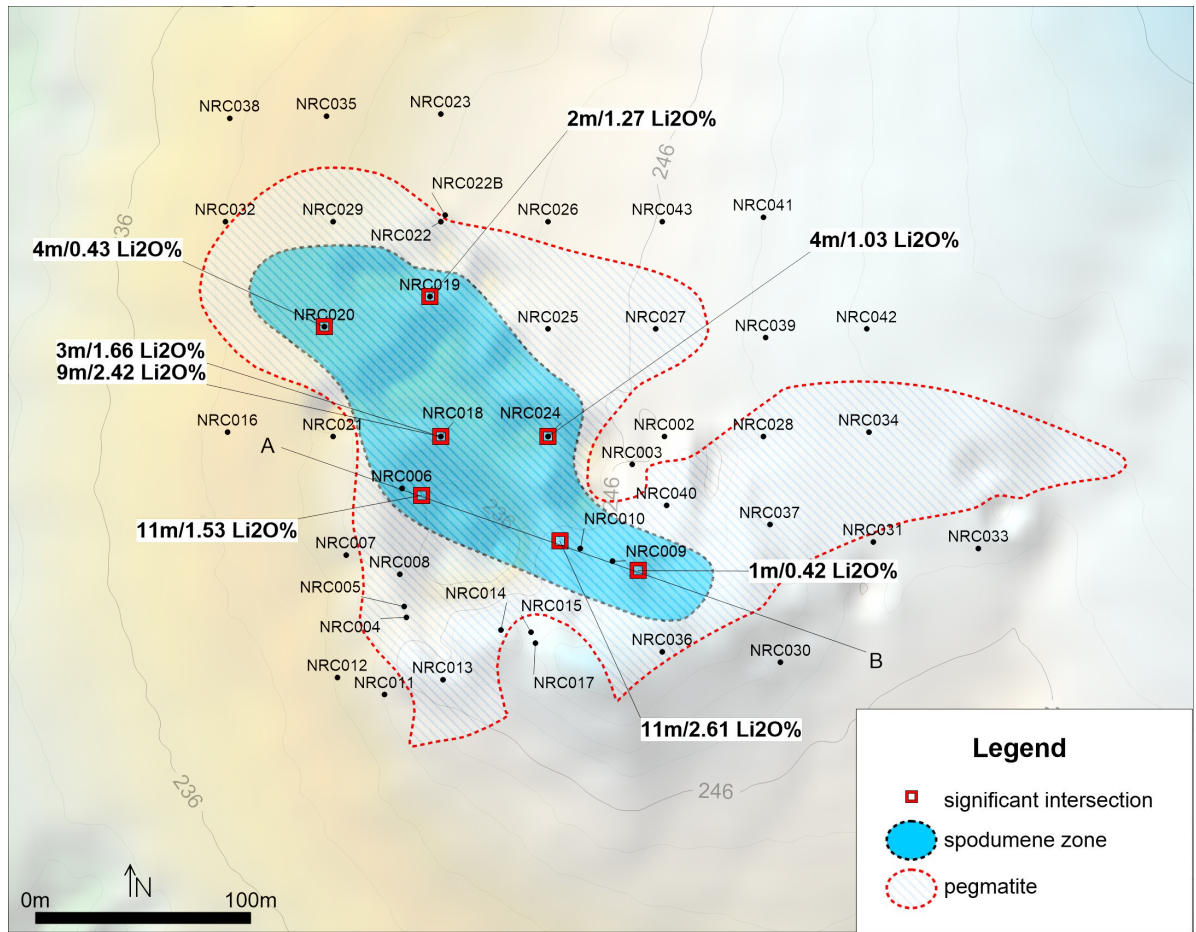 NRC038
NRC035
NRC023
2m/1.27 Li2O%
246
NRC022B
NRC032
NRC029
NRC026
NRC043
NRC041
236
NRC022
4m/0.43 Li2O%
4m/1.03 Li2O%
NRC019
NRC020
NRC025
NRC027
NRC039
NRC042
3m/1.66 Li2O%
9m/2.42 Li2O%
NRC016
NRC021
NRC018
NRC024
NRC002
NRC028
NRC034
A
NRC003
NRC006
246
NRC040
236
11m/1.53 Li2O%
NRC010
NRC037
NRC031
NRC033
NRC007
NRC009
NRC008
1m/0.42 Li2O%
NRC005
NRC014
NRC015
NRC004
NRC036
NRC030
B
NRC012
NRC013
NRC011
NRC017
11m/2.61 Li2O%
236
246
Legend
significant intersection
spodumene zone
pegmatite
N
0m
100m